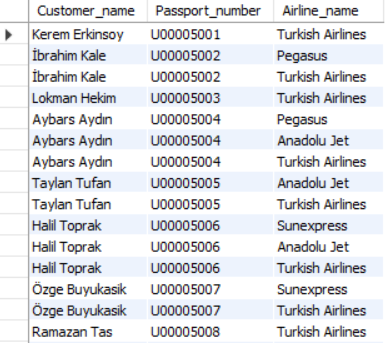 Customer_name Passport_number Airline_name
Kerem Erkinsoy U00005001 Turkish Airlines
İbrahim Kale U00005002 Pegasus
İbrahim Kale U00005002 Turkish Airlines
Lokman Hekim U00005003 Turkish Airlines
Aybars Aydın U00005004 Pegasus
Aybars Aydın U00005004 Anadolu Jet
Aybars Aydın U00005004 Turkish Airlines
Taylan Tufan U00005005 Anadolu Jet
Taylan Tufan U00005005 Turkish Airlines
Halil Toprak U00005006 Sunexpress
Halil Toprak U00005006 Anadolu Jet
Halil Toprak U00005006 Turkish Airlines
Özge Buyukasik U00005007 Sunexpress
Özge Buyukasik U00005007 Turkish Airlines
Ramazan Tas U00005008 Turkish Airlines